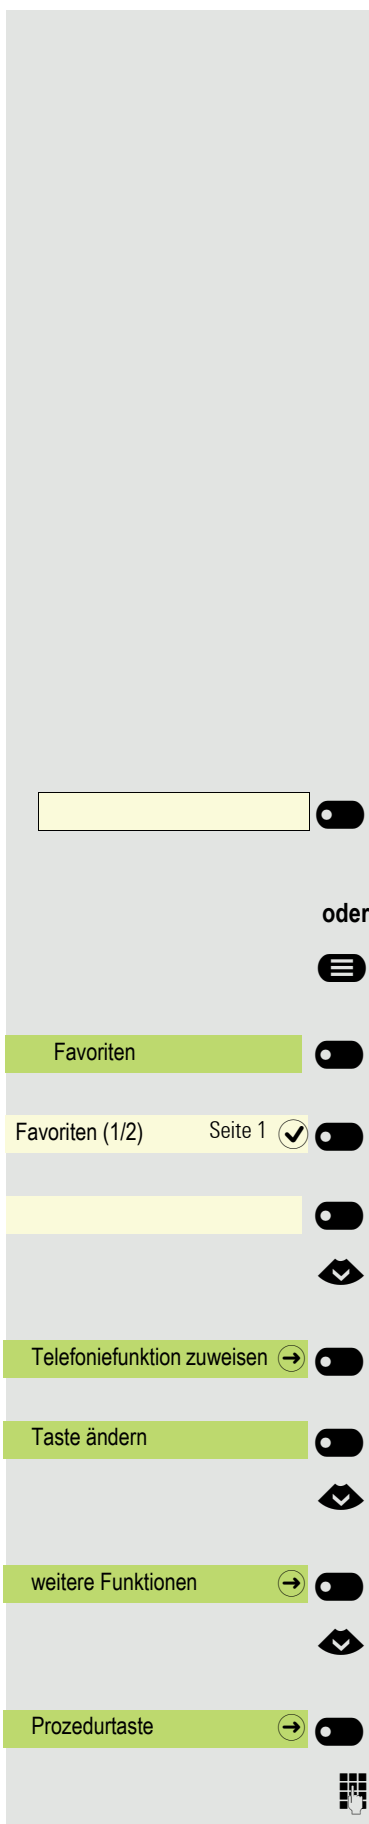 oder
Favoriten
Favoriten (1/2) Seite 1
Telefoniefunktion zuweisen
Taste ändern
weitere Funktionen
Prozedurtaste